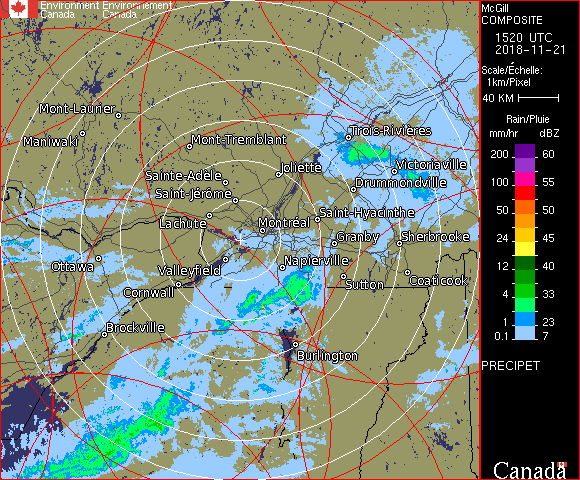 Environment Environnement
Canada Canada
Mont-Laurier
Maniwaki
Mont-Tremblant
Trois-Rivières
Victoriaville
Drummondville
Joliette
Sainte-Adèle
Saint-Jérôme
Lachute
Montréal
Saint-Hyacinthe
Granby
Sherbrooke
Ottawa
Valleyfield
Napierville
Cornwall
Sutton
Coaticook
Brockville
Burlington
McGill
COMPOSITE
1520 UTC
2018-11-21
Scale/Échelle:
1km/Pixel
40 KM
Rain/Pluie
mm/hr dBZ
200 60
150 57
100 55
50 50
24 45
12 40
4 33
1 23
0.1 7
PRECIPET
Canada